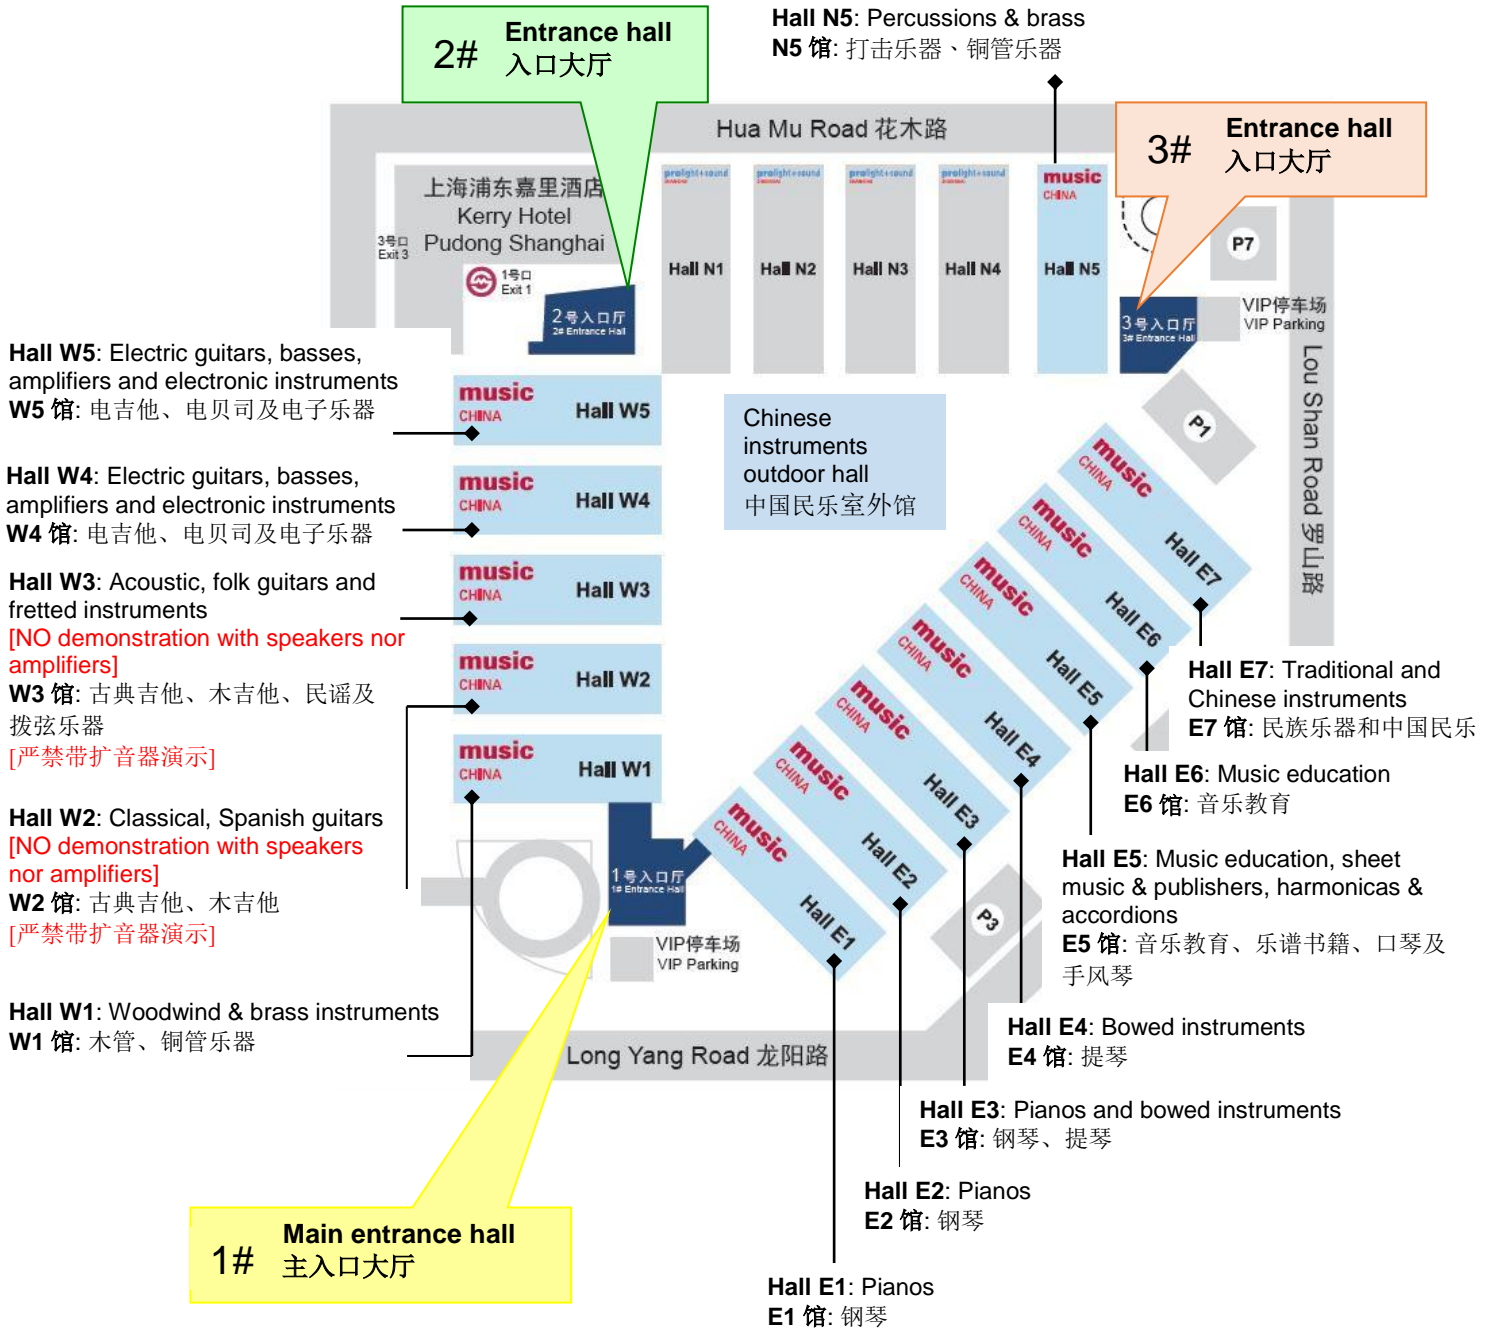 Hall N5: Percussions & brass
N5 馆: 打击乐器、铜管乐器
2# Entrance hall
入口大厅
3# Entrance hall
入口大厅
Hua Mu Road 花木路
上海浦东嘉里酒店
Kerry Hotel
Pudong Shanghai
3号口
Exit 3
1号口
Exit 1
2号入口厅
2# Entrance Hall
prolight+sound
Hall N1
prolight+sound
Hall N2
prolight+sound
Hall N3
prolight+sound
Hall N4
music
CHINA
Hall N5
P7
VIP停车场
VIP Parking
3号入口厅
3# Entrance Hall
Lou Shan Road 罗山路
P1
Hall W5: Electric guitars, basses,
amplifiers and electronic instruments
W5 馆: 电吉他、电贝司及电子乐器
music
CHINA
Hall W5
Chinese
instruments
outdoor hall
中国民乐室外馆
Hall W4: Electric guitars, basses,
amplifiers and electronic instruments
W4 馆: 电吉他、电贝司及电子乐器
music
CHINA
Hall W4
Hall W3: Acoustic, folk guitars and
fretted instruments
[NO demonstration with speakers nor
amplifiers]
W3 馆: 古典吉他、木吉他、民谣及
拨弦乐器
[严禁带扩音器演示]
music
CHINA
Hall W3
music
CHINA
Hall W2
Hall W2: Classical, Spanish guitars
[NO demonstration with speakers
nor amplifiers]
W2 馆: 古典吉他、木吉他
[严禁带扩音器演示]
music
CHINA
Hall W1
Hall W1: Woodwind & brass instruments
W1 馆: 木管、铜管乐器
1号入口厅
1# Entrance Hall
VIP停车场
VIP Parking
music
CHINA
Hall E7
music
CHINA
Hall E6
music
CHINA
Hall E5
music
CHINA
Hall E4
music
CHINA
Hall E3
music
CHINA
Hall E2
music
CHINA
Hall E1
P3
Hall E7: Traditional and
Chinese instruments
E7 馆: 民族乐器和中国民乐
Hall E6: Music education
E6 馆: 音乐教育
Hall E5: Music education, sheet
music & publishers, harmonicas &
accordions
E5 馆: 音乐教育、乐谱书籍、口琴及
手风琴
Hall E4: Bowed instruments
E4 馆: 提琴
Long Yang Road 龙阳路
Hall E3: Pianos and bowed instruments
E3 馆: 钢琴、提琴
Hall E2: Pianos
E2 馆: 钢琴
Hall E1: Pianos
E1 馆: 钢琴
1# Main entrance hall
主入口大厅